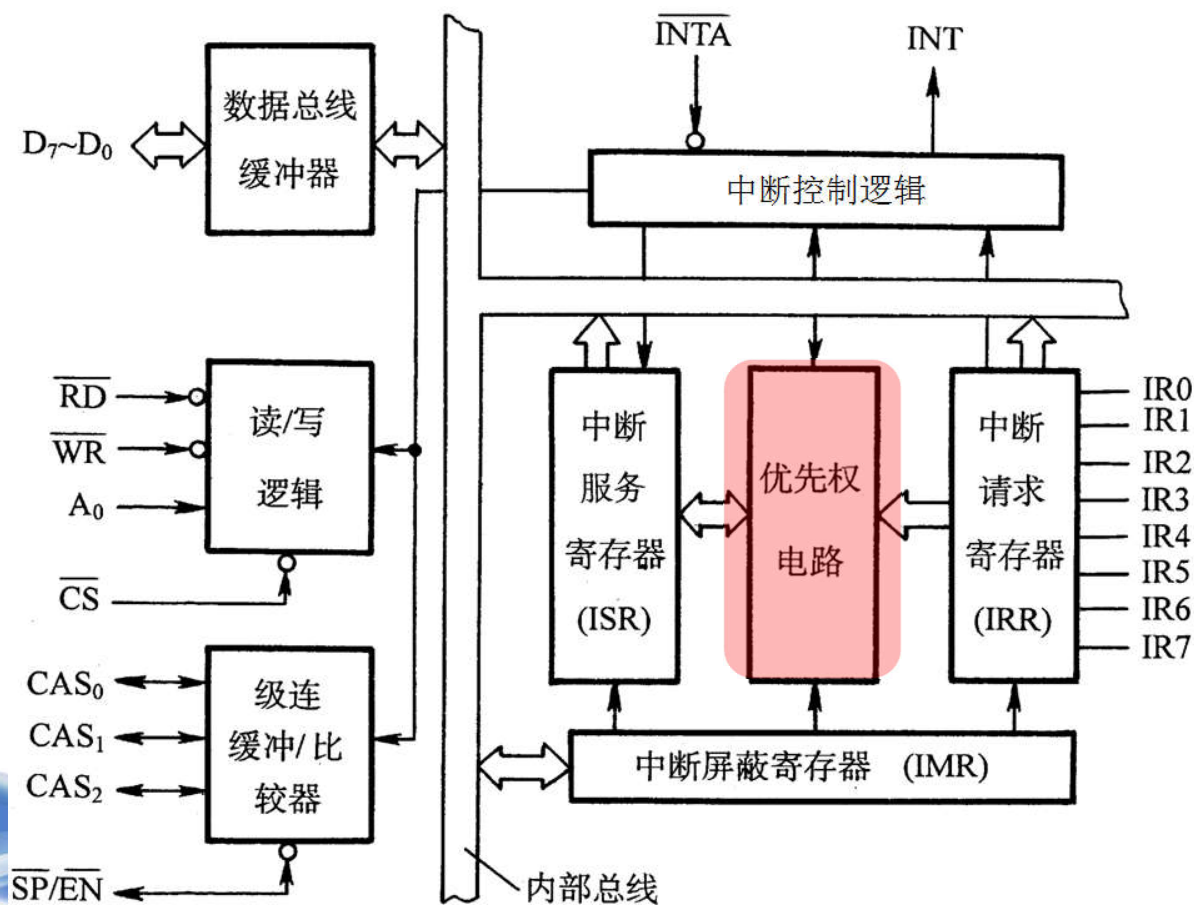 INTA
INT
数据总线
缓冲器
D7~D0
中断控制逻辑
RD
WR
A0
CS
读/写
逻辑
中断
服务
寄存器
(ISR)
优先权
电路
中断
请求
寄存器
(IRR)
IR0
IR1
IR2
IR3
IR4
IR5
IR6
IR7
CAS0
CAS1
CAS2
级连
缓冲/比
较器
中断屏蔽寄存器 (IMR)
SP/EN
内部总线